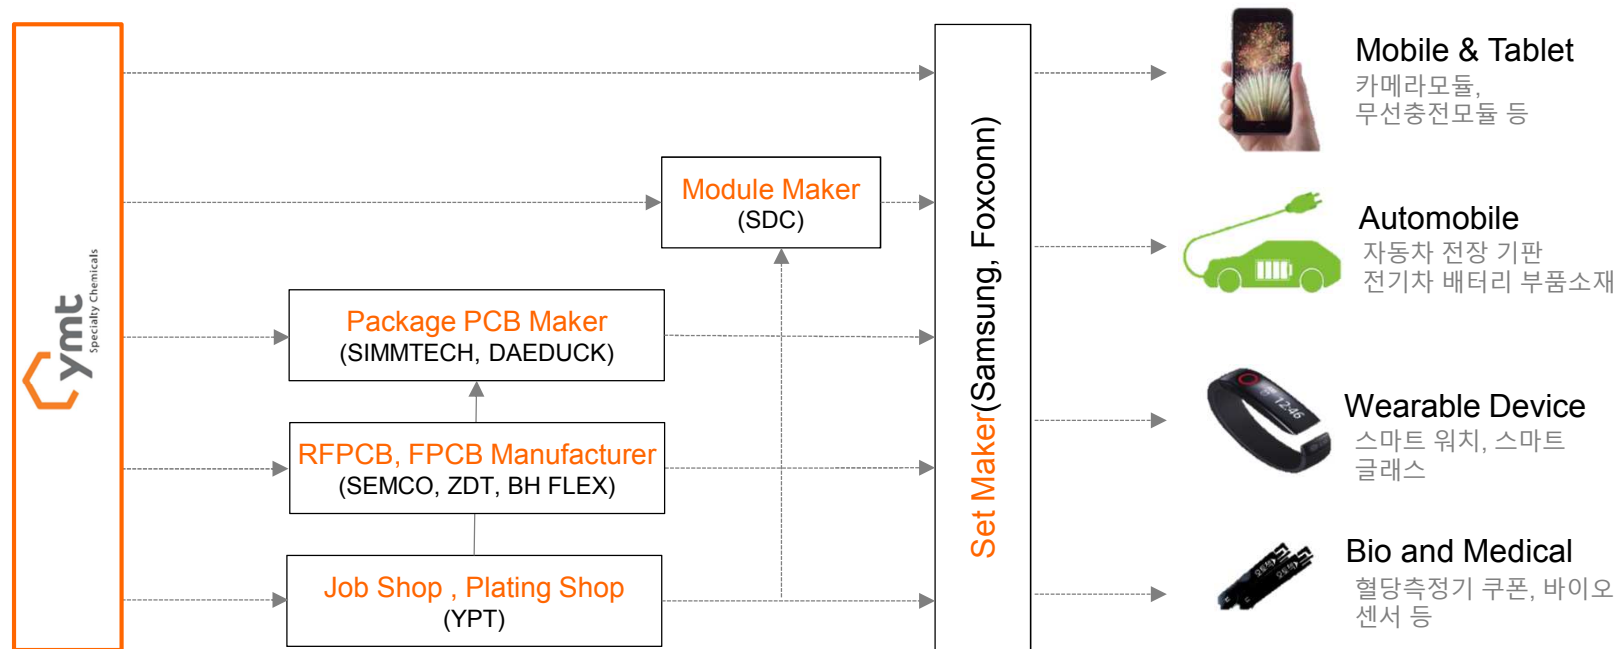 ymt
Specialty Chemicals
Module Maker
(SDC)
Package PCB Maker
(SIMMTECH, DAEDUCK)
RFPCB, FPCB Manufacturer
(SEMCO, ZDT, BH FLEX)
Job Shop , Plating Shop
(YPT)
Set Maker(Samsung, Foxconn)
Mobile & Tablet
카메라모듈,
무선충전모듈 등
Automobile
자동차 전장 기판
전기차 배터리 부품소재
12:46
Wearable Device
스마트 워치, 스마트
글래스
Bio and Medical
혈당측정기 쿠폰, 바이오
센서 등